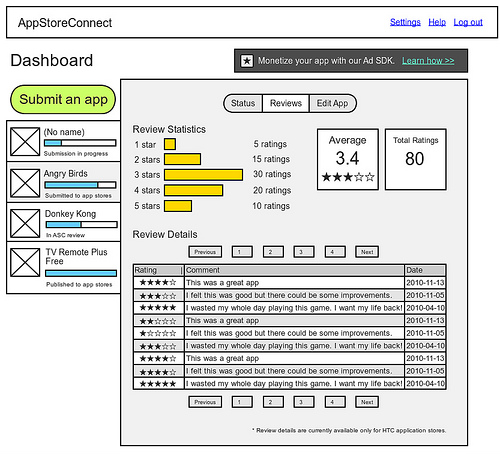 AppStoreConnect
Settings Help Log out
Dashboard
Monetize your app with our Ad SDK. Learn how >>
Submit an app
(No name)
Submission in progress
Angry Birds
Submitted to app stores
Donkey Kong
In ASC review
TV Remote Plus
Free
Published to app stores
Status Reviews Edit App
Review Statistics
1 star 5 ratings
2 stars 15 ratings
3 stars 30 ratings
4 stars 20 ratings
5 stars 10 ratings
Average
3.4
Total Ratings
80
Review Details
Previous 1 2 3 4 Next
Rating Comment Date
This was a great app 2010-11-13
I felt this was good but there could be some improvements. 2010-11-05
I wasted my whole day playing this game. I want my life back! 2010-04-10
This was a great app 2010-11-13
I felt this was good but there could be some improvements. 2010-11-05
I wasted my whole day playing this game. I want my life back! 2010-04-10
This was a great app 2010-11-13
I felt this was good but there could be some improvements. 2010-11-05
I wasted my whole day playing this game. I want my life back! 2010-04-10
Previous 1 2 3 4 Next
* Review details are currently available only for HTC application stores.